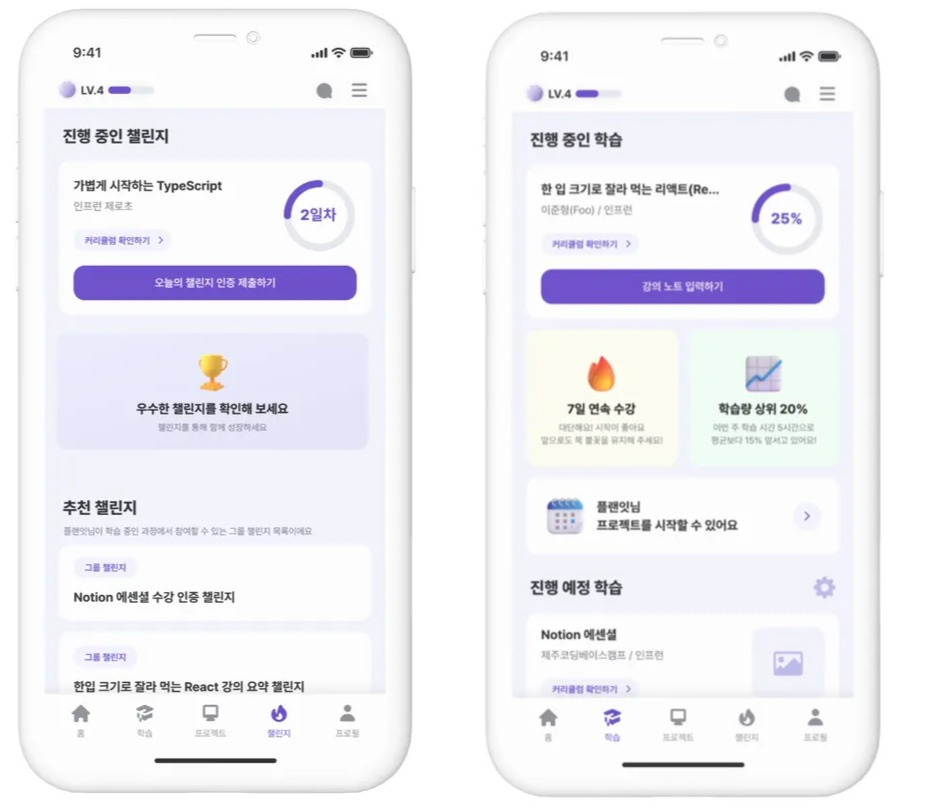 9:41
LV.4
진행 중인 챌린지
가볍게 시작하는 TypeScript
인프런 제로초
2일차
커리큘럼 확인하기
오늘의 챌린지 인증 제출하기
우수한 챌린지를 확인해 보세요
챌린지를 통해 함께 성장하세요
추천 챌린지
플랜잇님이 학습 중인 과정에서 참여할 수 있는 그룹 챌린지 목록이에요
그룹 챌린지
Notion 에센셜 수강 인증 챌린지
그룹 챌린지
한입 크기로 잘라 먹는 React 강의 요약 챌린지
홈
학습
프로젝트
챌린지
프로필
9:41
LV.4
진행 중인 학습
한 입 크기로 잘라 먹는 리액트(Re...
이준형(Foo) / 인프런
25%
커리큘럼 확인하기
강의 노트 입력하기
7일 연속 수강
대단해요! 시작이 좋아요
앞으로도 쭉 불꽃을 유지해 주세요!
학습량 상위 20%
이번 주 학습 시간 5시간으로
평균보다 15% 앞서고 있어요!
플랜잇님
프로젝트를 시작할 수 있어요
진행 예정 학습
Notion 에센셜
제주코딩베이스캠프 / 인프런
커리큘럼 확인하기
홈
학습
프로젝트
챌린지
프로필